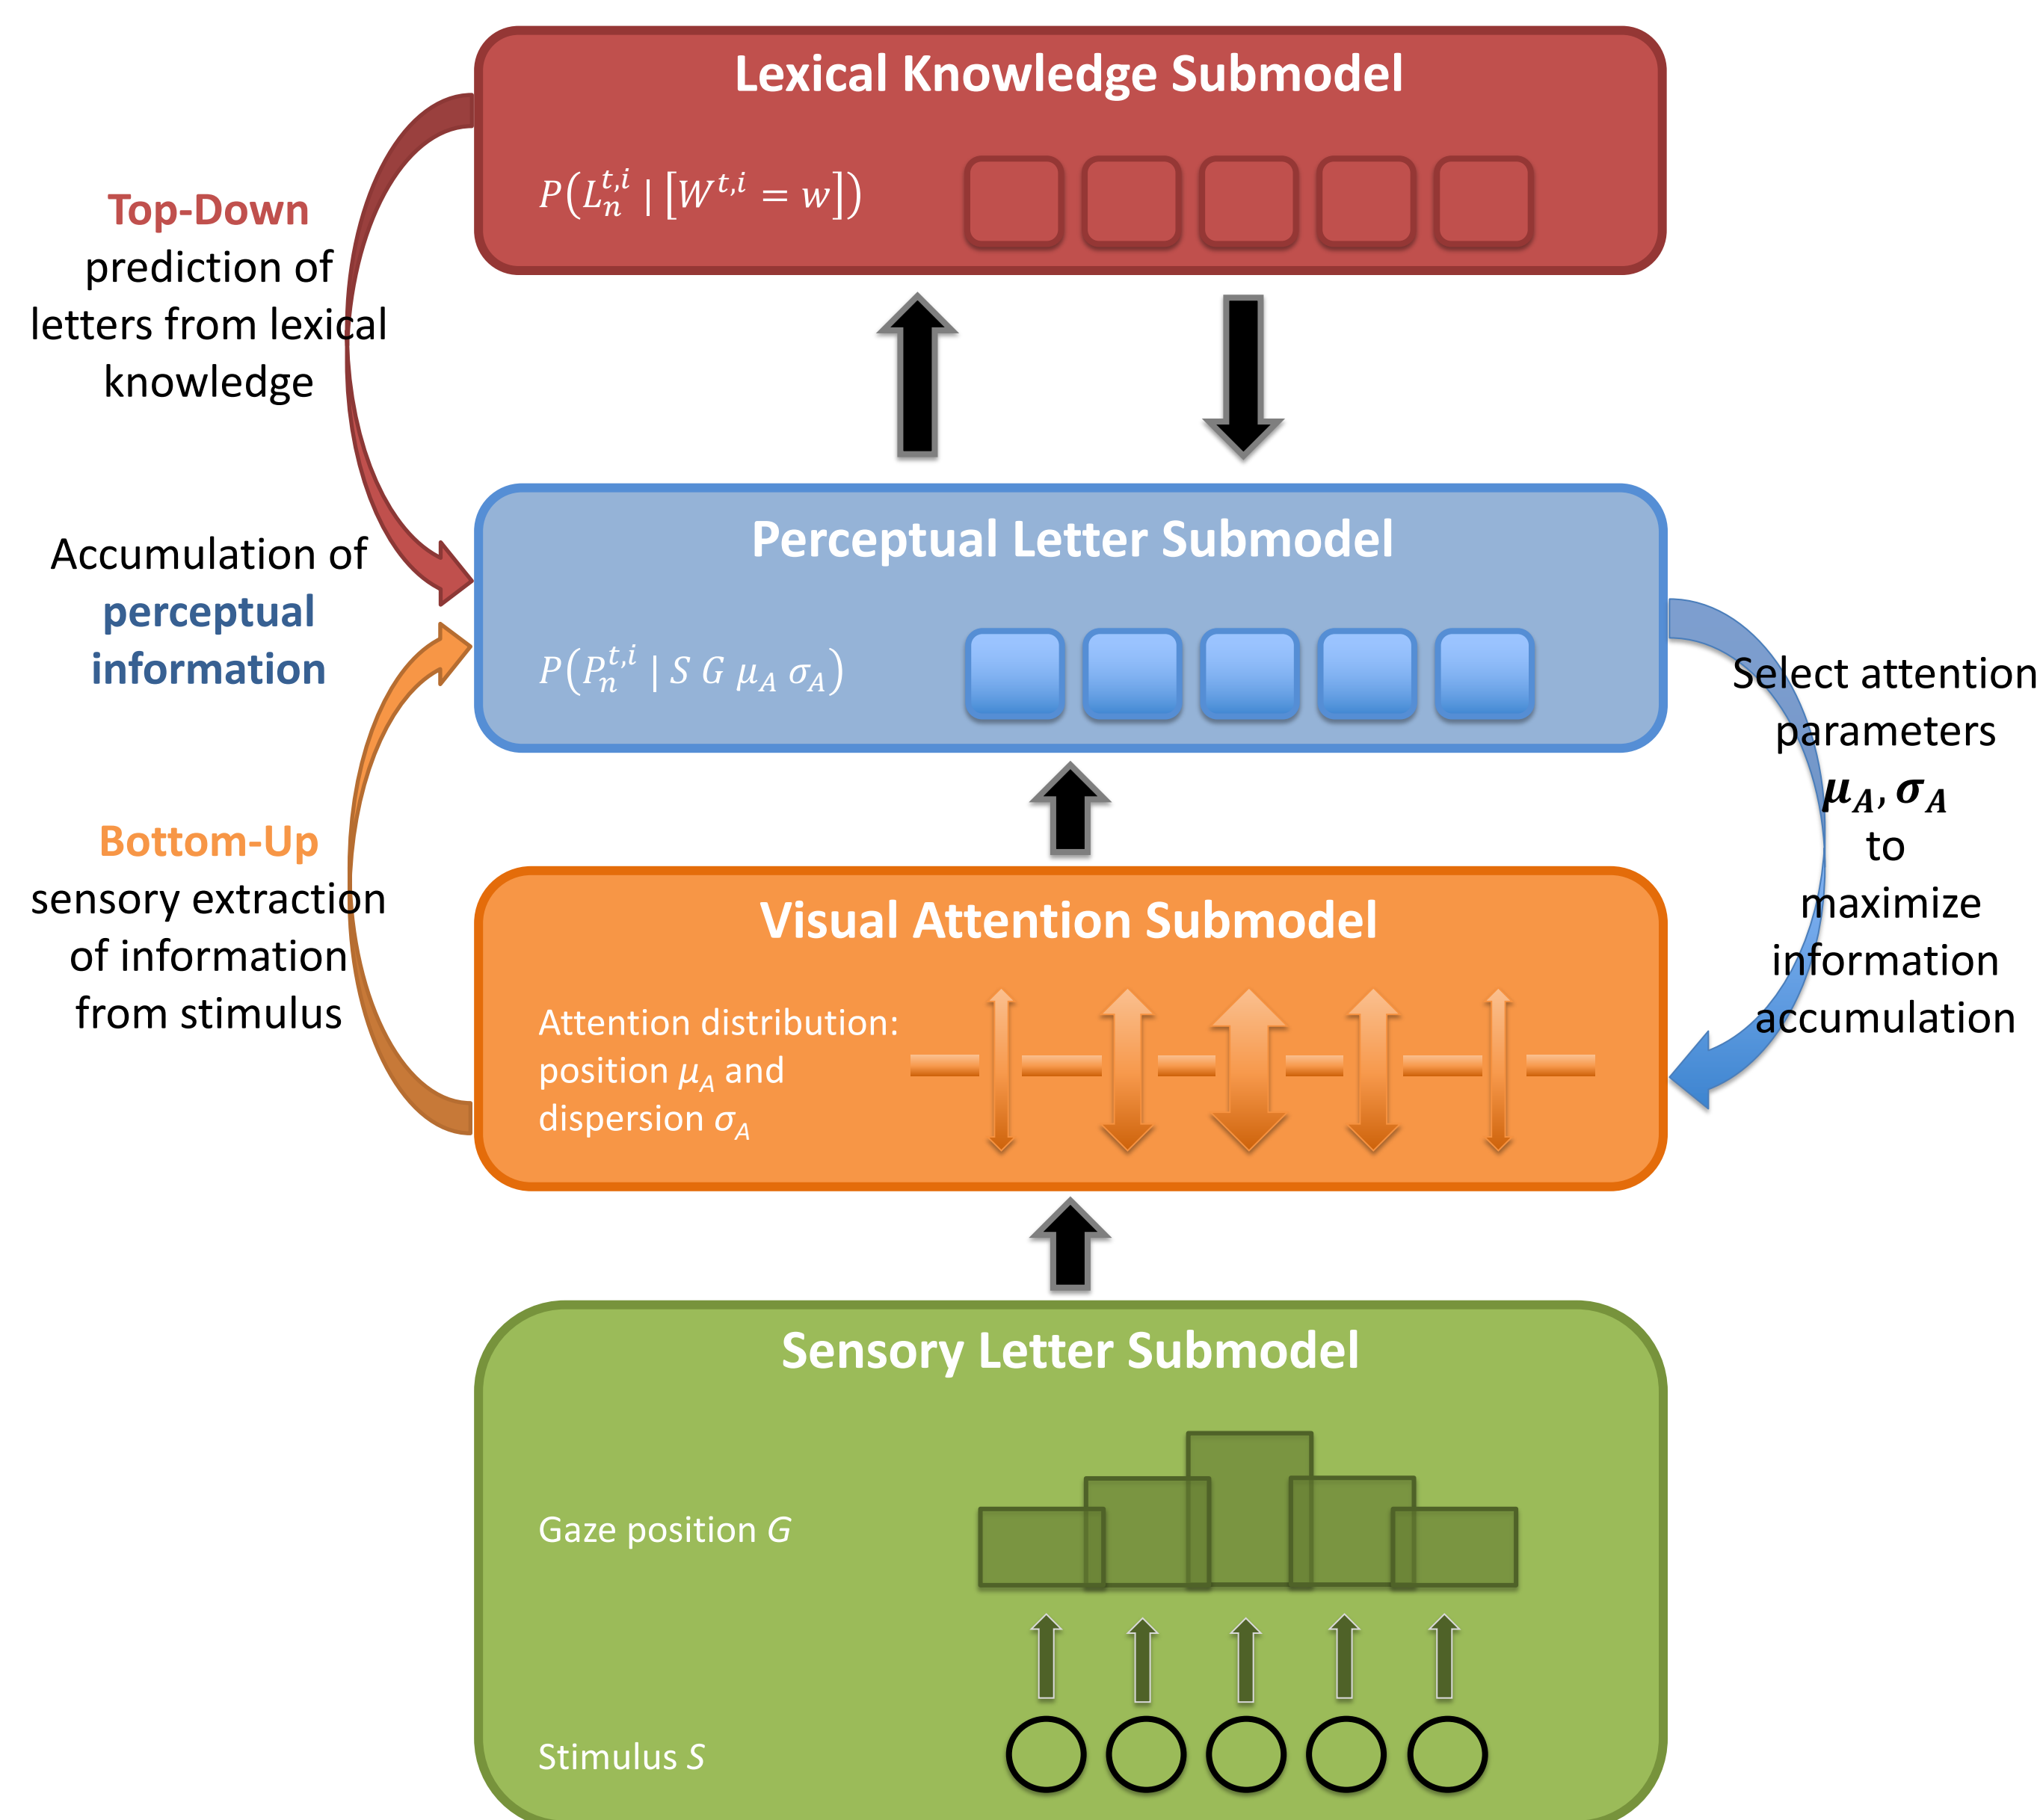 Lexical Knowledge Submodel
P(L_n^{t,i} | [W^{t,i} = w])
Top-Down
prediction of
letters from lexical
knowledge
Accumulation of
perceptual
information
Perceptual Letter Submodel
P(P_n^{t,i} | S G μ_A σ_A)
Select attention
parameters
μ_A, σ_A
to
maximize
information
accumulation
Bottom-Up
sensory extraction
of information
from stimulus
Visual Attention Submodel
Attention distribution:
position μ_A and
dispersion σ_A
Sensory Letter Submodel
Gaze position G
Stimulus S